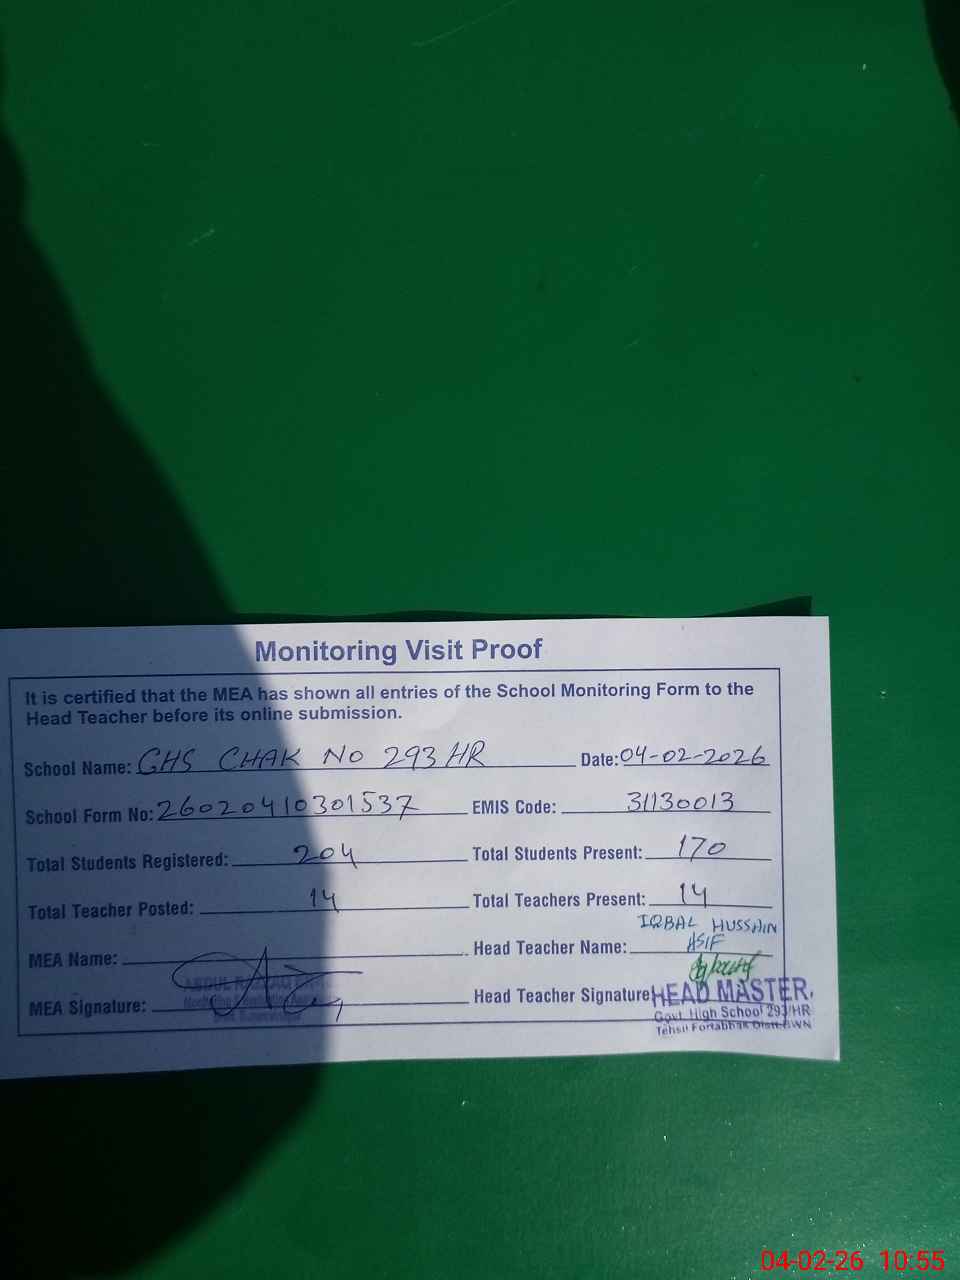 Monitoring Visit Proof
It is certified that the MEA has shown all entries of the School Monitoring Form to the
Head Teacher before its online submission.
School Name: GHS CHAK No 293 HR Date: 04-02-2026
School Form No: 26020410301537 EMIS Code: 31130013
Total Students Registered: 204 Total Students Present: 170
Total Teacher Posted: 14 Total Teachers Present: 14
IQBAL HUSSAIN
MEA Name: Head Teacher Name: ASIF
MEA Signature: Head Teacher Signature
HEAD MASTER.
Govt. High School 293/HR
Tehsil Fortabbas Distt. BWN
04-02-26 10:55